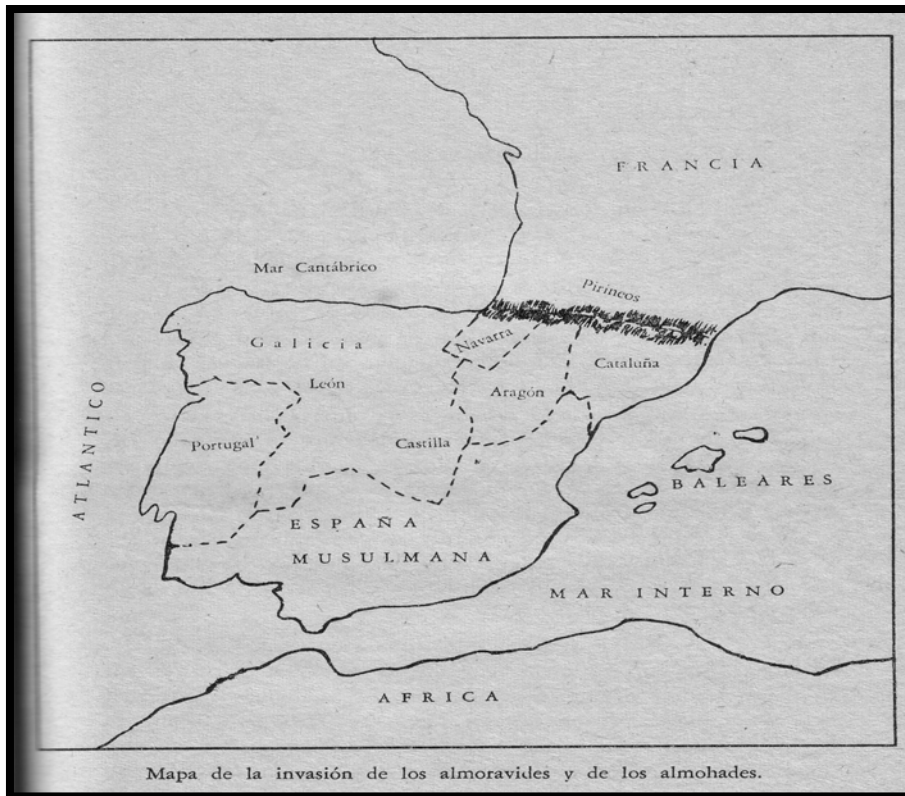 FRANCIA
Mar Cantábrico
Pirineos
Galicia
Navarra
Cataluña
León
Aragón
ATLANTICO
Portugal
Castilla
BALEARES
ESPAÑA
MUSULMANA
MAR INTERNO
AFRICA
Mapa de la invasión de los almoravides y de los almohades.